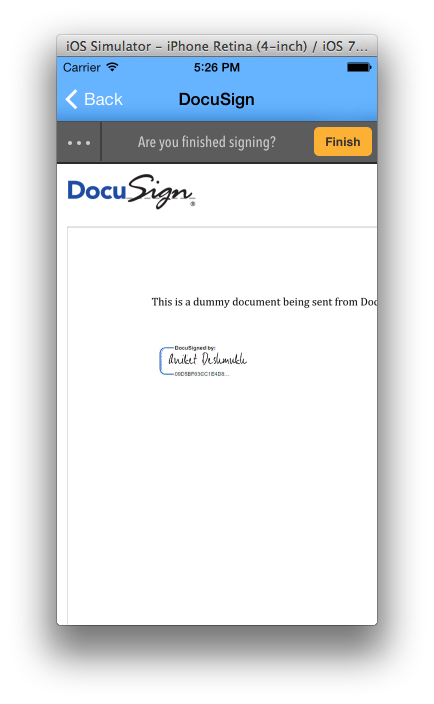 iOS Simulator – iPhone Retina (4-inch) / iOS 7...
Carrier 5:26 PM
Back DocuSign
... Are you finished signing? Finish
DocuSign®
This is a dummy document being sent from Doc
DocuSigned by:
Aniket Deshmukh
09D5BF63CC1E4D8...